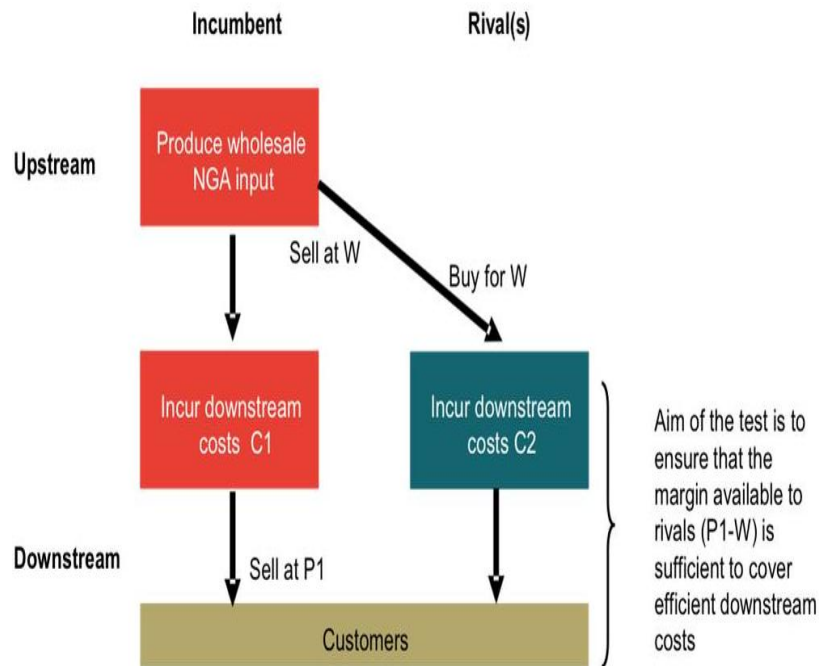 Incumbent
Rival(s)
Upstream
Produce wholesale
NGA input
Sell at W
Buy for W
Incur downstream
costs C1
Incur downstream
costs C2
Aim of the test is to
ensure that the
margin available to
rivals (P1-W) is
sufficient to cover
efficient downstream
costs
Downstream
Sell at P1
Customers